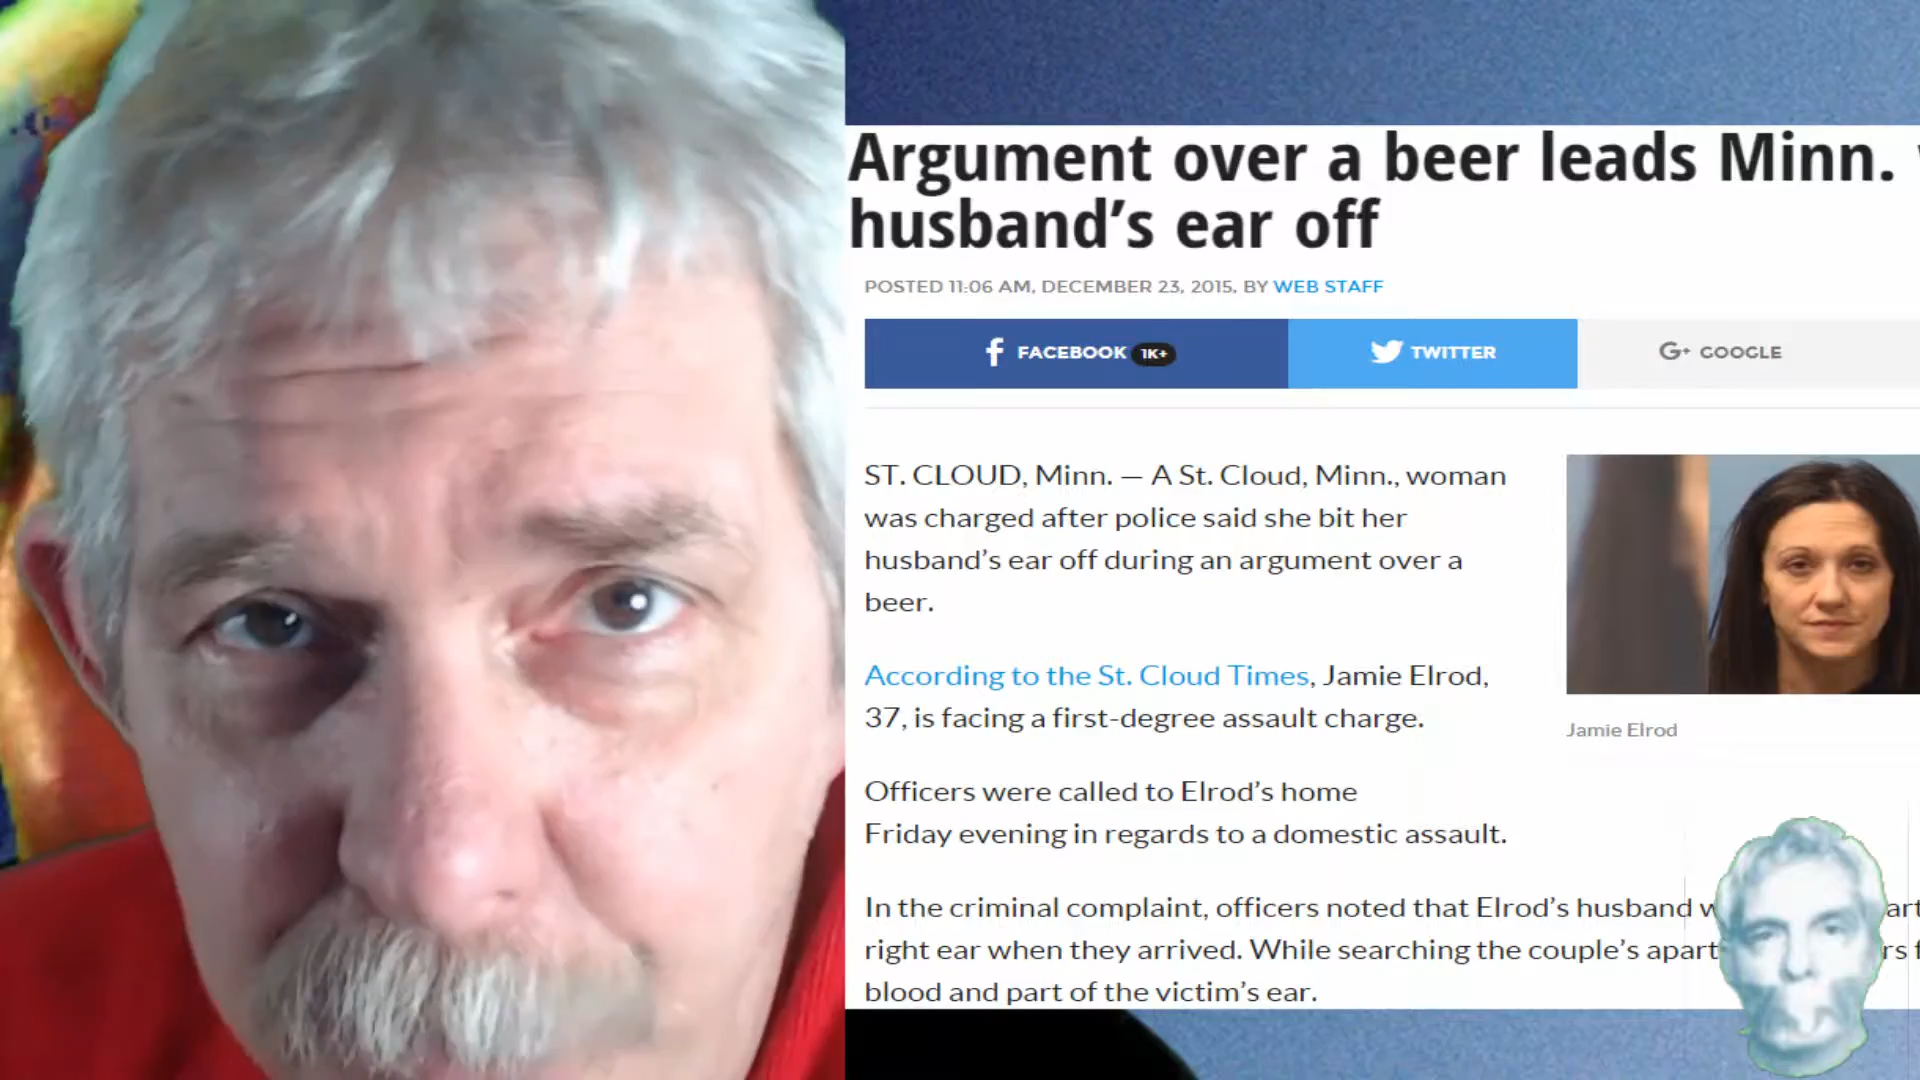 Argument over a beer leads Minn.
husband's ear off
POSTED 11:06 AM, DECEMBER 23, 2015, BY WEB STAFF
f FACEBOOK 1K+
TWITTER
G+ GOOGLE
ST. CLOUD, Minn. — A St. Cloud, Minn., woman
was charged after police said she bit her
husband's ear off during an argument over a
beer.
According to the St. Cloud Times, Jamie Elrod,
37, is facing a first-degree assault charge.
Jamie Elrod
Officers were called to Elrod's home
Friday evening in regards to a domestic assault.
In the criminal complaint, officers noted that Elrod's husband
right ear when they arrived. While searching the couple's
blood and part of the victim's ear.